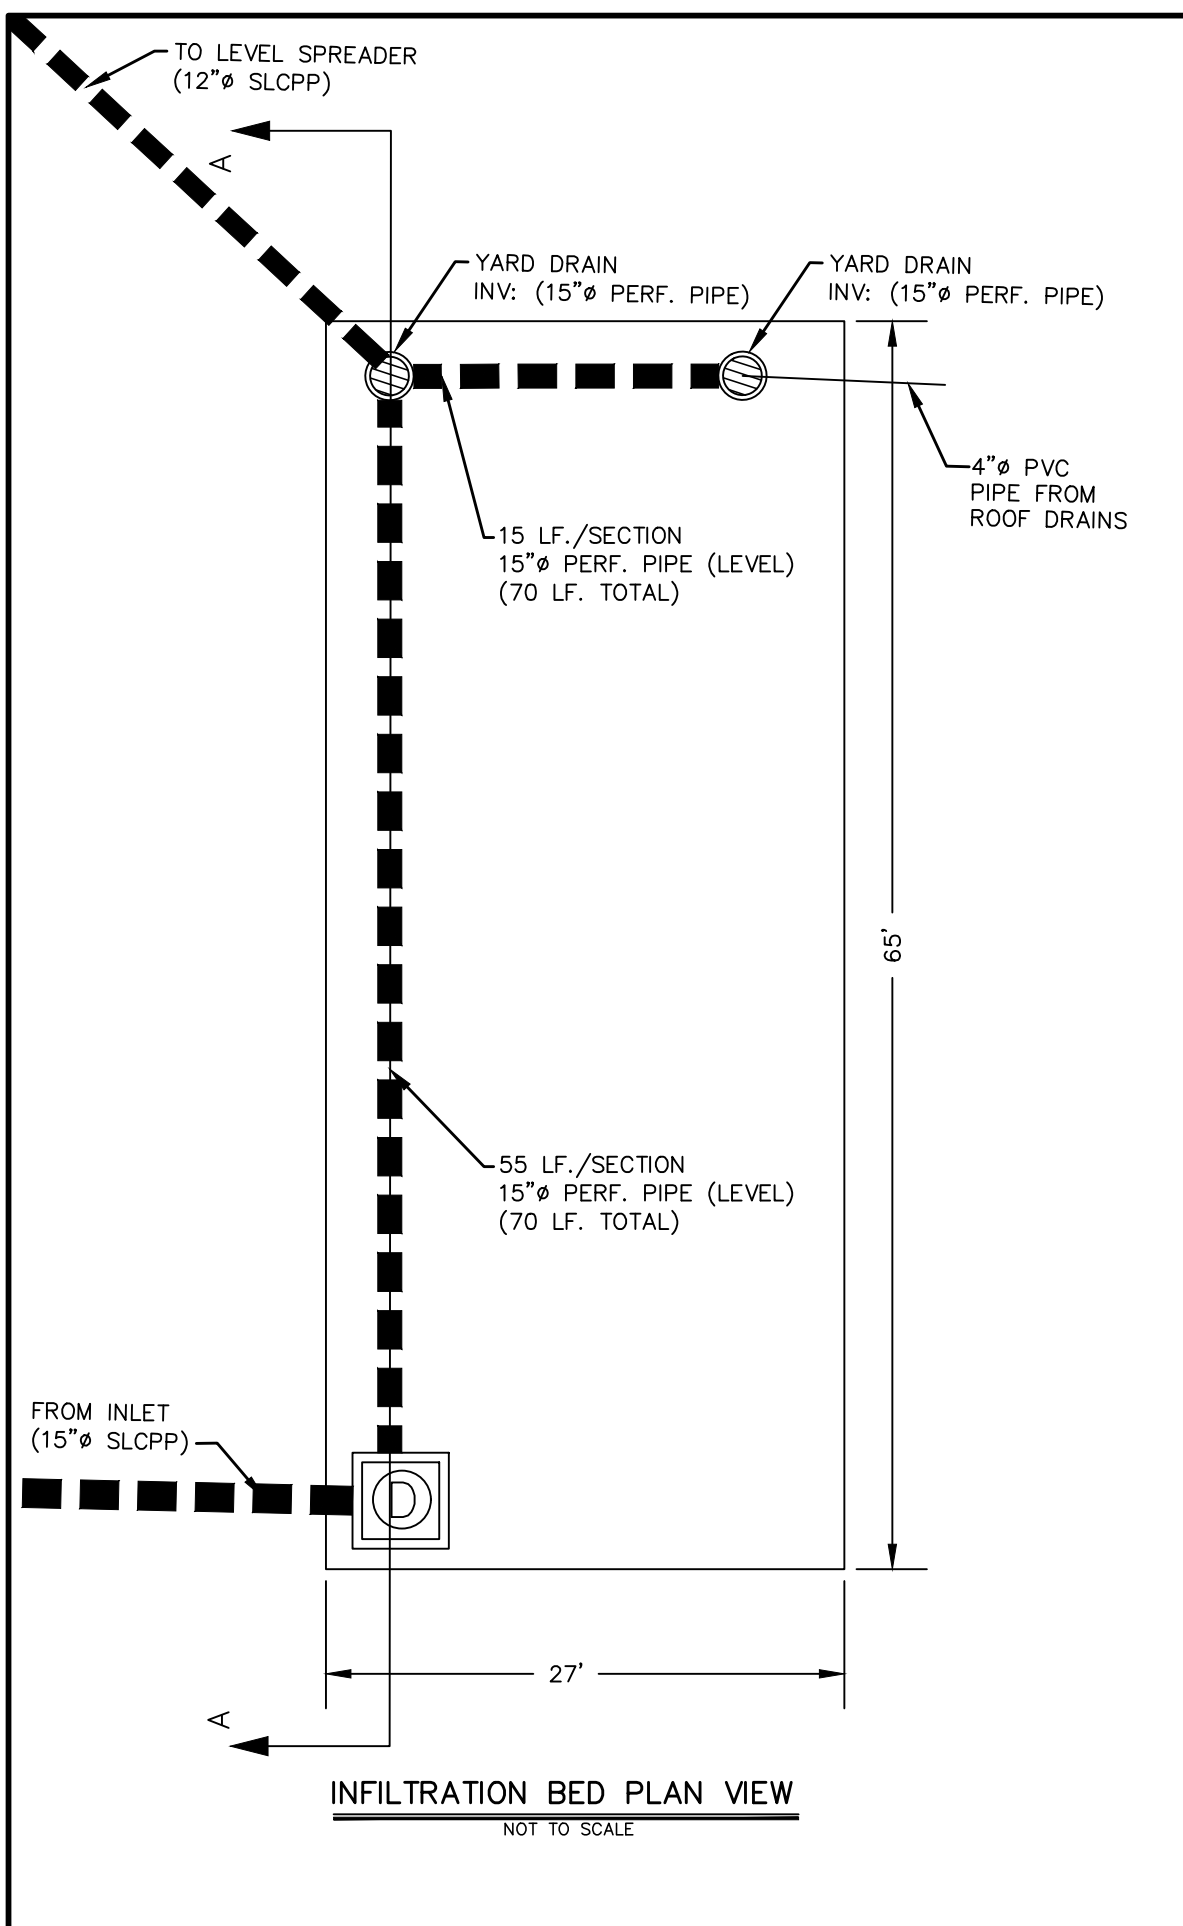 TO LEVEL SPREADER
(12"ø SLCPP)
A
YARD DRAIN
INV: (15"ø PERF. PIPE)
YARD DRAIN
INV: (15"ø PERF. PIPE)
4"ø PVC
PIPE FROM
ROOF DRAINS
15 LF./SECTION
15"ø PERF. PIPE (LEVEL)
(70 LF. TOTAL)
65'
55 LF./SECTION
15"ø PERF. PIPE (LEVEL)
(70 LF. TOTAL)
FROM INLET
(15"ø SLCPP)
D
27'
A
INFILTRATION BED PLAN VIEW
NOT TO SCALE